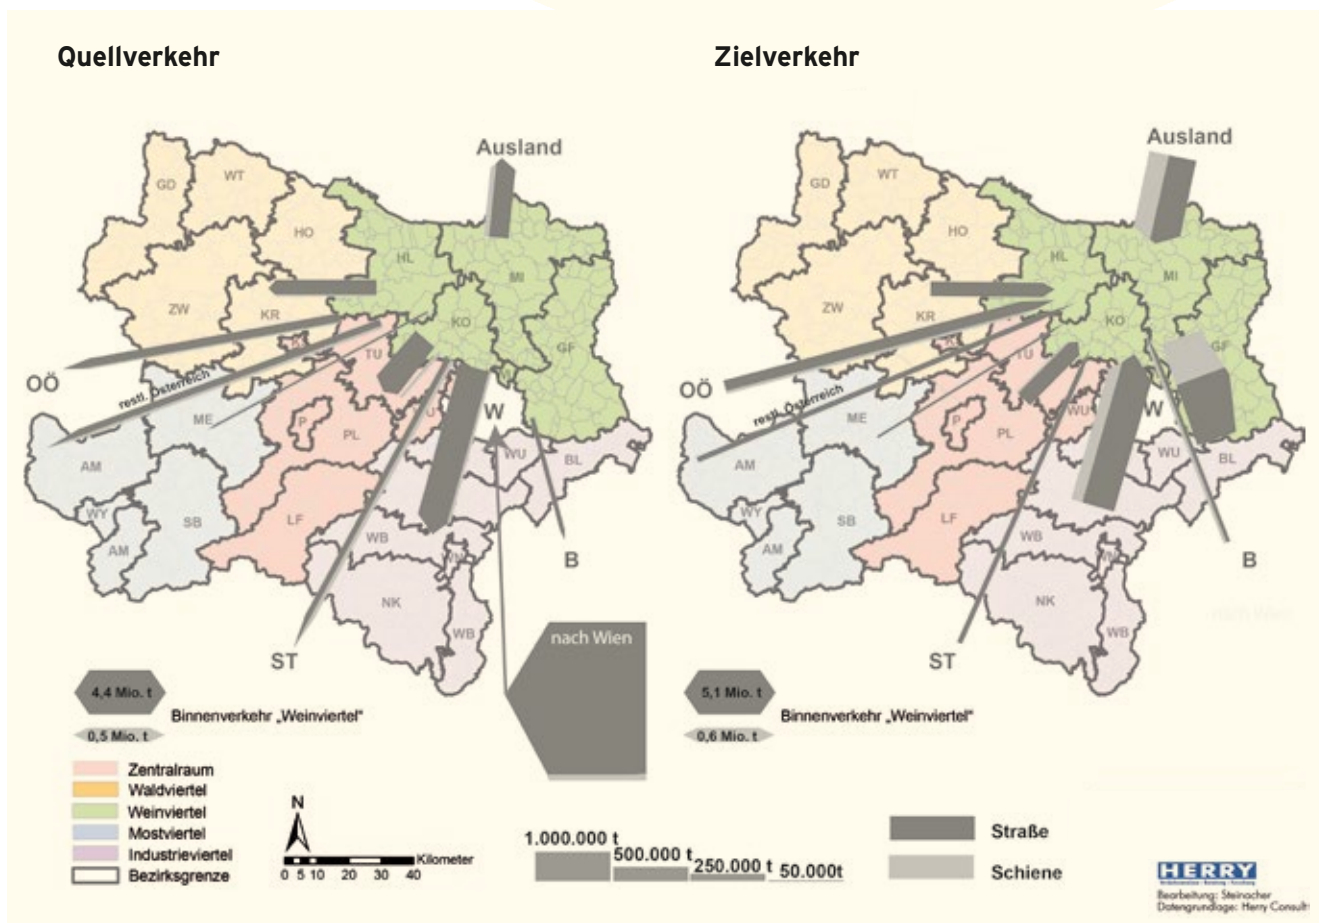 Quellverkehr
Zielverkehr
Ausland
GD
WT
HO
HL
MI
ZW
KR
KO
GF
TU
OÖ
restl. Österreich
ME
P
PL
W
WU
BL
AM
WY
SB
LF
AM
WB
B
NK
WB
ST
nach Wien
Ausland
GD
WT
HO
HL
MI
ZW
KR
KO
GF
TU
OÖ
restl. Österreich
ME
P
PL
WU
W
WU
BL
AM
WY
SB
LF
AM
WB
B
NK
WB
ST
4,4 Mio. t
Binnenverkehr „Weinviertel“
0,5 Mio. t
5,1 Mio. t
Binnenverkehr „Weinviertel“
0,6 Mio. t
Zentralraum
Waldviertel
Weinviertel
Mostviertel
Industrieviertel
Bezirksgrenze
N
Kilometer
0 5 10 20 30 40
1.000.000 t
500.000 t
250.000 t
50.000t
Straße
Schiene
HERRY
Bearbeitung: Steinacher
Datengrundlage: Herry Consult